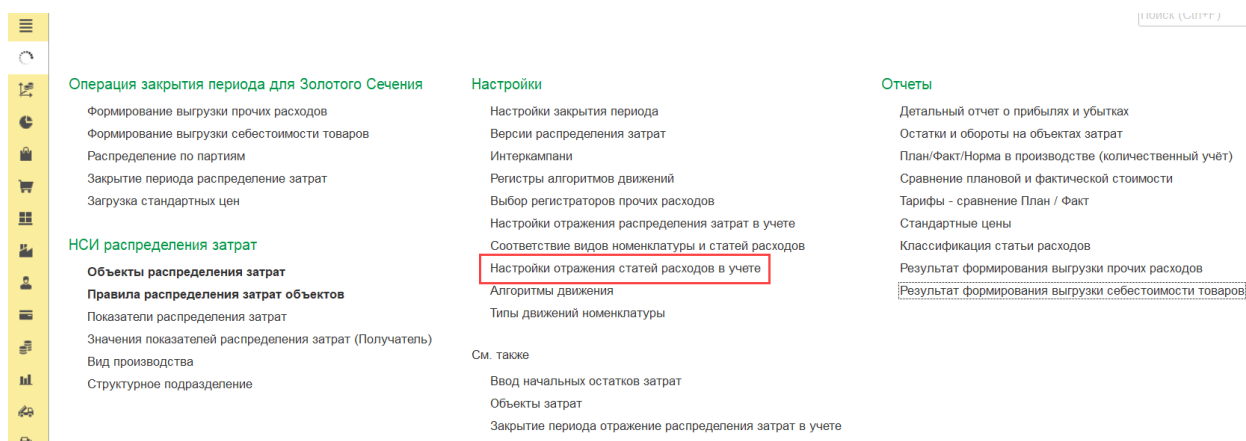 Поиск (Ctrl+F)
Операция закрытия периода для Золотого Сечения
Формирование выгрузки прочих расходов
Формирование выгрузки себестоимости товаров
Распределение по партиям
Закрытие периода распределение затрат
Загрузка стандартных цен
НСИ распределения затрат
Объекты распределения затрат
Правила распределения затрат объектов
Показатели распределения затрат
Значения показателей распределения затрат (Получатель)
Вид производства
Структурное подразделение
Настройки
Настройки закрытия периода
Версии распределения затрат
Интеркампани
Регистры алгоритмов движений
Выбор регистраторов прочих расходов
Настройки отражения распределения затрат в учете
Соответствие видов номенклатуры и статей расходов
Настройки отражения статей расходов в учете
Алгоритмы движения
Типы движений номенклатуры
См. также
Ввод начальных остатков затрат
Объекты затрат
Закрытие периода отражение распределения затрат в учете
Отчеты
Детальный отчет о прибылях и убытках
Остатки и обороты на объектах затрат
План/Факт/Норма в производстве (количественный учёт)
Сравнение плановой и фактической стоимости
Тарифы - сравнение План / Факт
Стандартные цены
Классификация статьи расходов
Результат формирования выгрузки прочих расходов
Результат формирования выгрузки себестоимости товаров